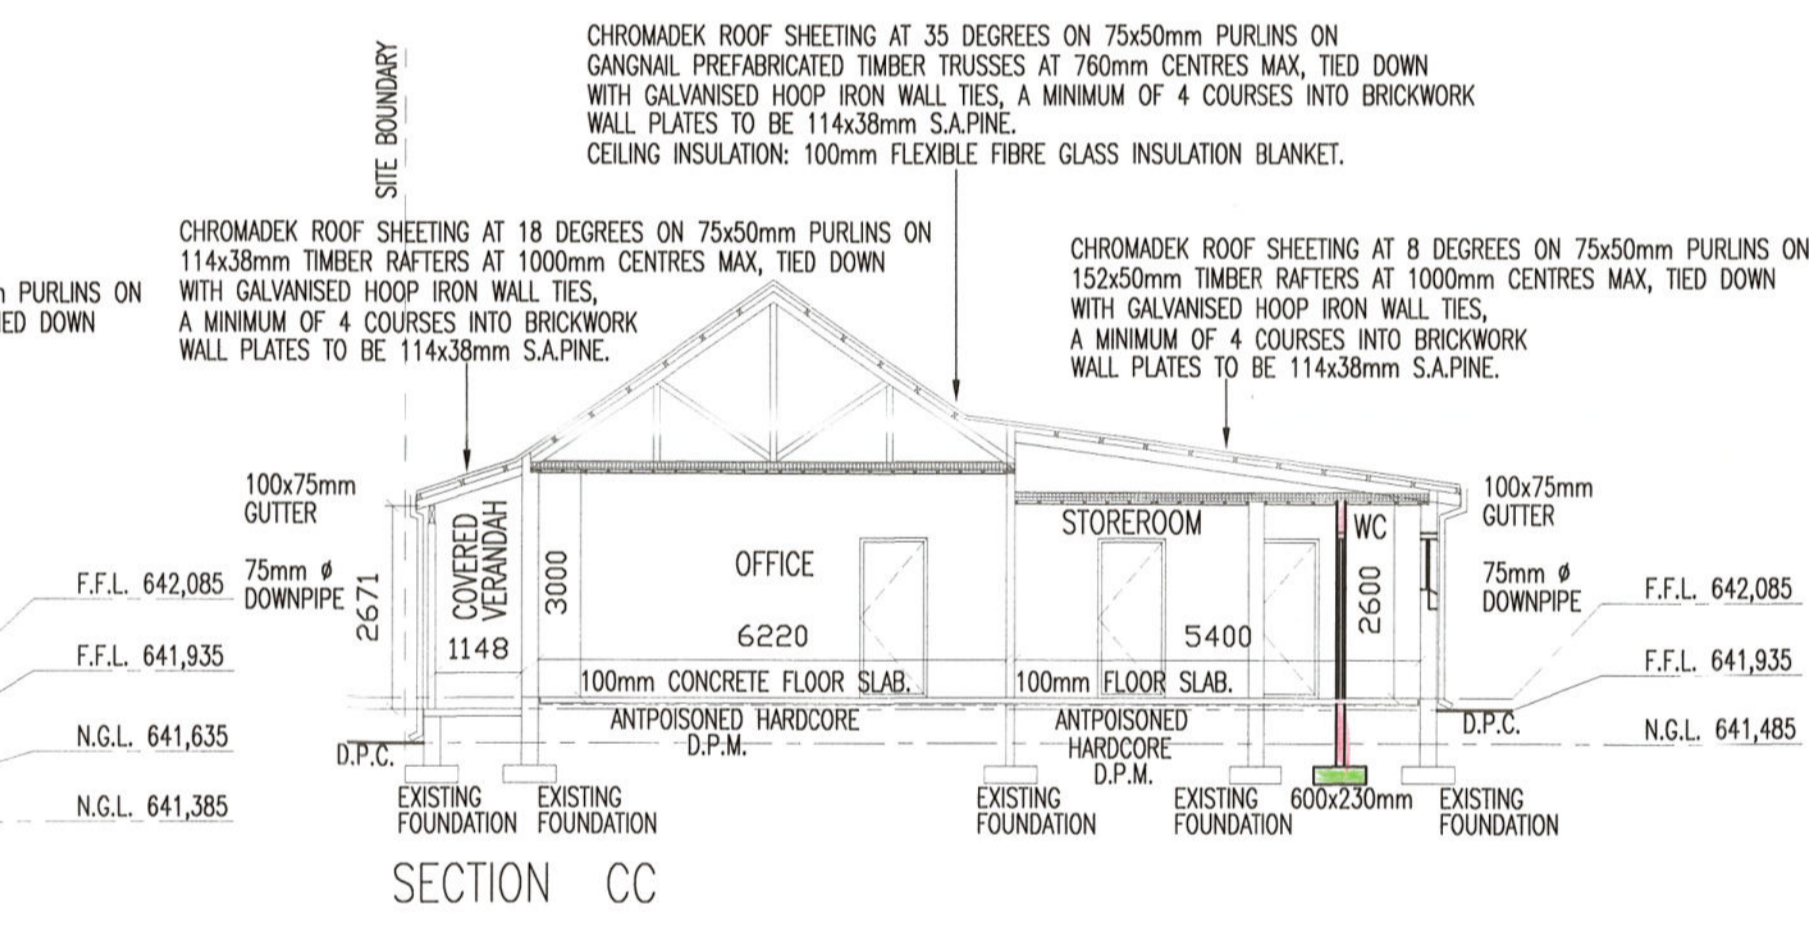 SITE BOUNDARY
CHROMADEK ROOF SHEETING AT 35 DEGREES ON 75x50mm PURLINS ON
GANGNAIL PREFABRICATED TIMBER TRUSSES AT 760mm CENTRES MAX, TIED DOWN
WITH GALVANISED HOOP IRON WALL TIES, A MINIMUM OF 4 COURSES INTO BRICKWORK
WALL PLATES TO BE 114x38mm S.A.PINE.
CEILING INSULATION: 100mm FLEXIBLE FIBRE GLASS INSULATION BLANKET.
PURLINS ON
IED DOWN
CHROMADEK ROOF SHEETING AT 18 DEGREES ON 75x50mm PURLINS ON
114x38mm TIMBER RAFTERS AT 1000mm CENTRES MAX, TIED DOWN
WITH GALVANISED HOOP IRON WALL TIES,
A MINIMUM OF 4 COURSES INTO BRICKWORK
WALL PLATES TO BE 114x38mm S.A.PINE.
CHROMADEK ROOF SHEETING AT 8 DEGREES ON 75x50mm PURLINS ON
152x50mm TIMBER RAFTERS AT 1000mm CENTRES MAX, TIED DOWN
WITH GALVANISED HOOP IRON WALL TIES,
A MINIMUM OF 4 COURSES INTO BRICKWORK
WALL PLATES TO BE 114x38mm S.A.PINE.
100x75mm
GUTTER
75mm ø
DOWNPIPE
F.F.L. 642,085
F.F.L. 641,935
N.G.L. 641,635
N.G.L. 641,385
2671
COVERED
VERANDAH
1148
3000
OFFICE
6220
STOREROOM
5400
WC
2600
100x75mm
GUTTER
75mm ø
DOWNPIPE
F.F.L. 642,085
F.F.L. 641,935
N.G.L. 641,485
100mm CONCRETE FLOOR SLAB.
100mm FLOOR SLAB.
ANTPOISONED HARDCORE
D.P.M.
ANTPOISONED
HARDCORE
D.P.M.
D.P.C.
D.P.C.
EXISTING
FOUNDATION
EXISTING
FOUNDATION
EXISTING
FOUNDATION
EXISTING
FOUNDATION
600x230mm
EXISTING
FOUNDATION
SECTION CC